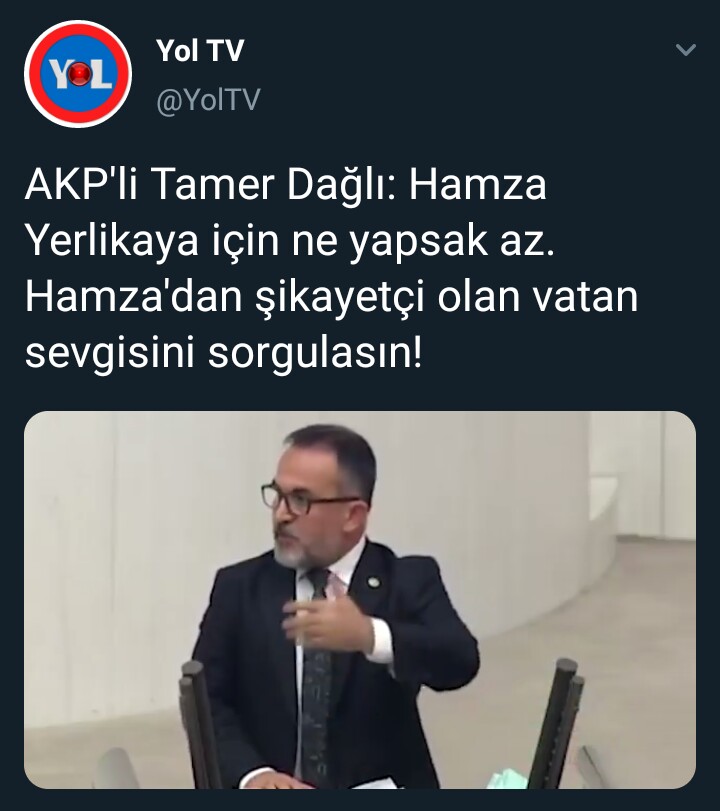 YOL
Yol TV
@YolTV
AKP'li Tamer Dağlı: Hamza
Yerlikaya için ne yapsak az.
Hamza'dan şikayetçi olan vatan
sevgisini sorgulasın!